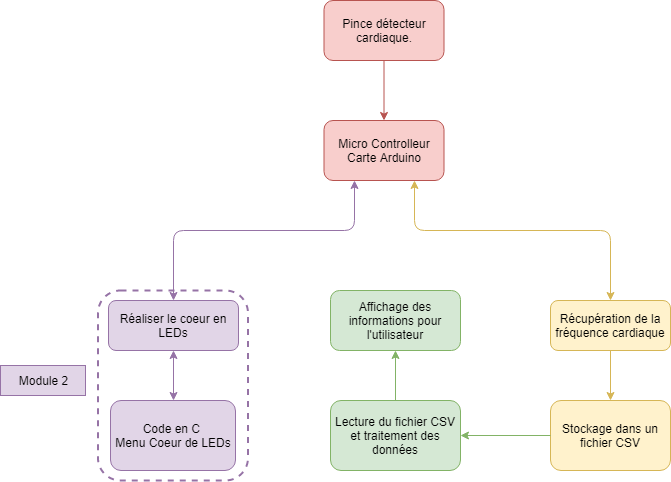 Pince détecteur
cardiaque.
Micro Controlleur
Carte Arduino
Réaliser le coeur en
LEDs
Affichage des
informations pour
l'utilisateur
Récupération de la
fréquence cardiaque
Module 2
Code en C
Menu Coeur de LEDs
Lecture du fichier CSV
et traitement des
données
Stockage dans un
fichier CSV